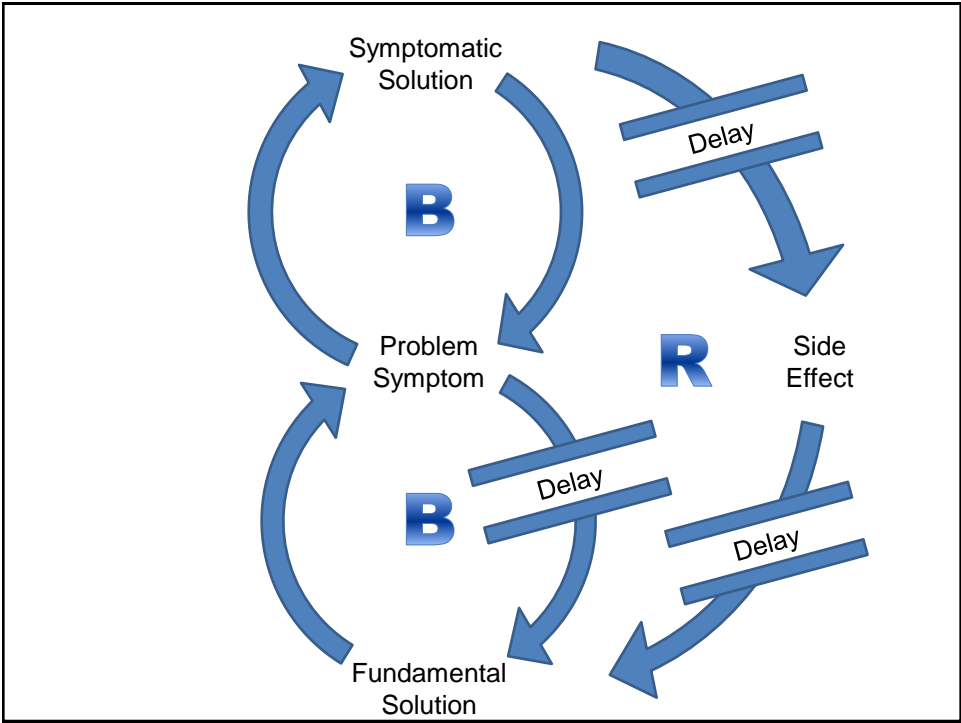 Symptomatic
Solution
Delay
B
Problem
Symptom
R
Side
Effect
Delay
B
Delay
Fundamental
Solution